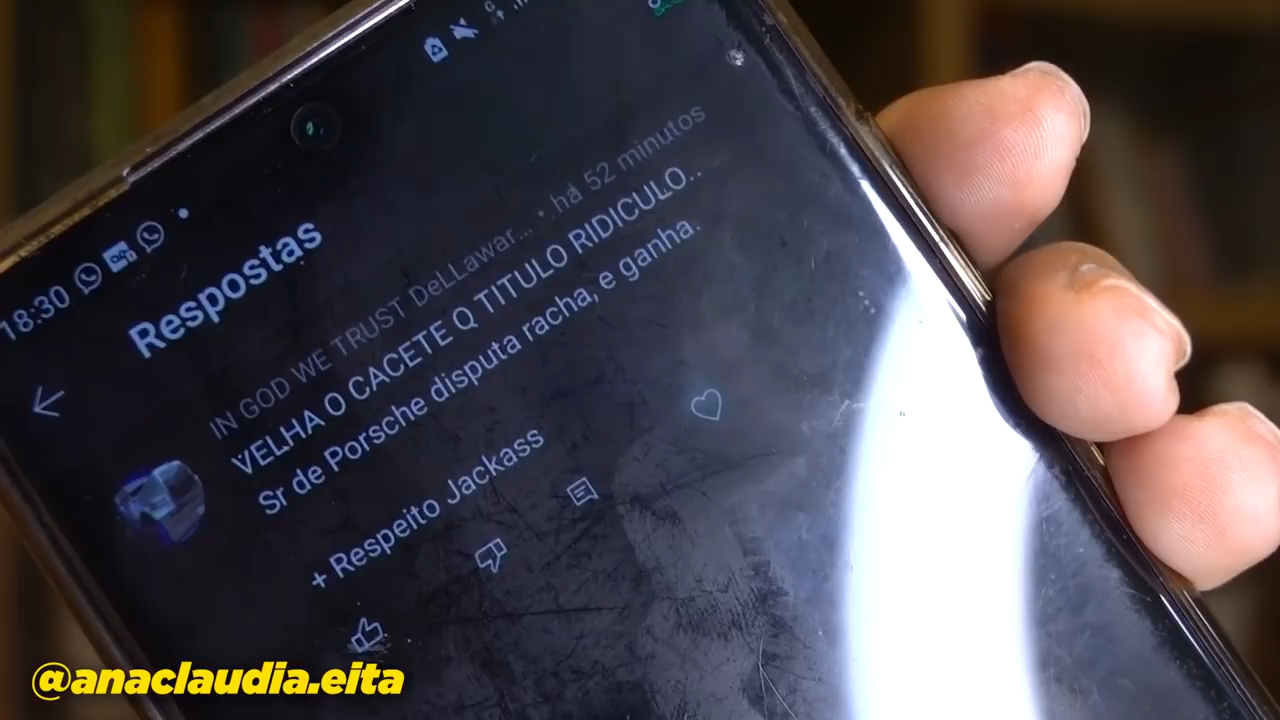 18:30
Respostas
IN GOD WE TRUST DeLLawar... • há 52 minutos
VELHA O CACETE Q TITULO RIDICULO..
Sr de Porsche disputa racha, e ganha.
+ Respeito Jackass
@anaclaudia.eita